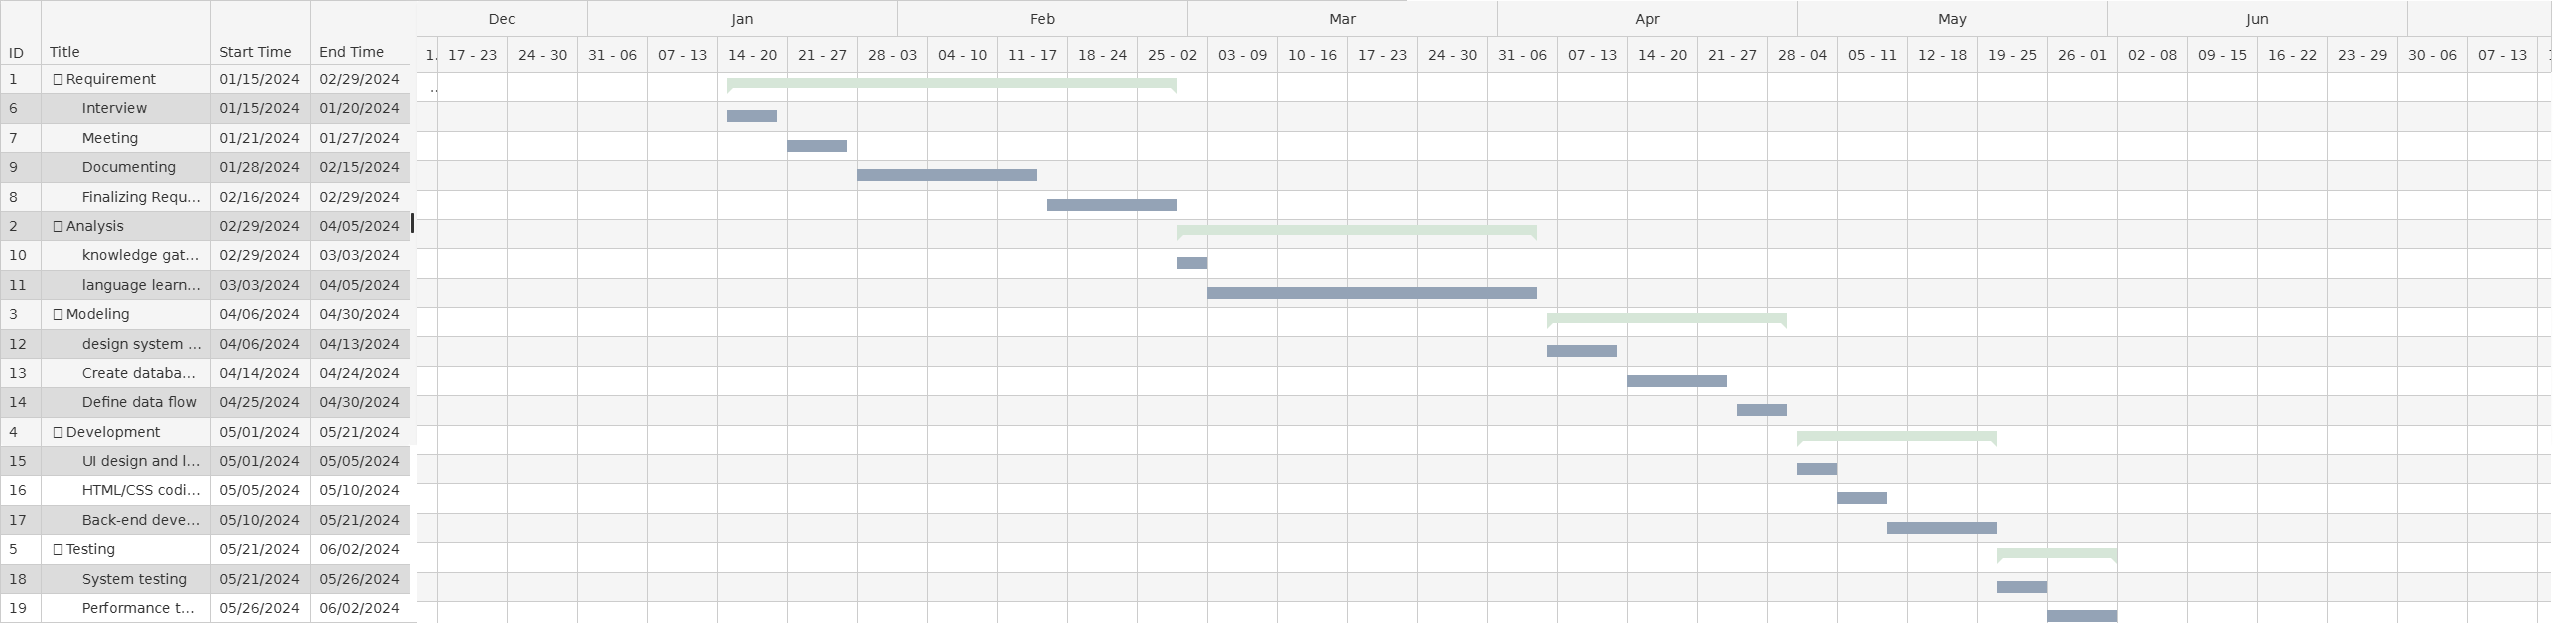 Dec Jan Feb Mar Apr May Jun
ID Title Start Time End Time 1. 17 - 23 24 - 30 31 - 06 07 - 13 14 - 20 21 - 27 28 - 03 04 - 10 11 - 17 18 - 24 25 - 02 03 - 09 10 - 16 17 - 23 24 - 30 31 - 06 07 - 13 14 - 20 21 - 27 28 - 04 05 - 11 12 - 18 19 - 25 26 - 01 02 - 08 09 - 15 16 - 22 23 - 29 30 - 06 07 - 13
1 Requirement 01/15/2024 02/29/2024 ..
6 Interview 01/15/2024 01/20/2024
7 Meeting 01/21/2024 01/27/2024
9 Documenting 01/28/2024 02/15/2024
8 Finalizing Requ... 02/16/2024 02/29/2024
2 Analysis 02/29/2024 04/05/2024
10 knowledge gat... 02/29/2024 03/03/2024
11 language learn... 03/03/2024 04/05/2024
3 Modeling 04/06/2024 04/30/2024
12 design system ... 04/06/2024 04/13/2024
13 Create databa... 04/14/2024 04/24/2024
14 Define data flow 04/25/2024 04/30/2024
4 Development 05/01/2024 05/21/2024
15 UI design and l... 05/01/2024 05/05/2024
16 HTML/CSS codi... 05/05/2024 05/10/2024
17 Back-end deve... 05/10/2024 05/21/2024
5 Testing 05/21/2024 06/02/2024
18 System testing 05/21/2024 05/26/2024
19 Performance t... 05/26/2024 06/02/2024